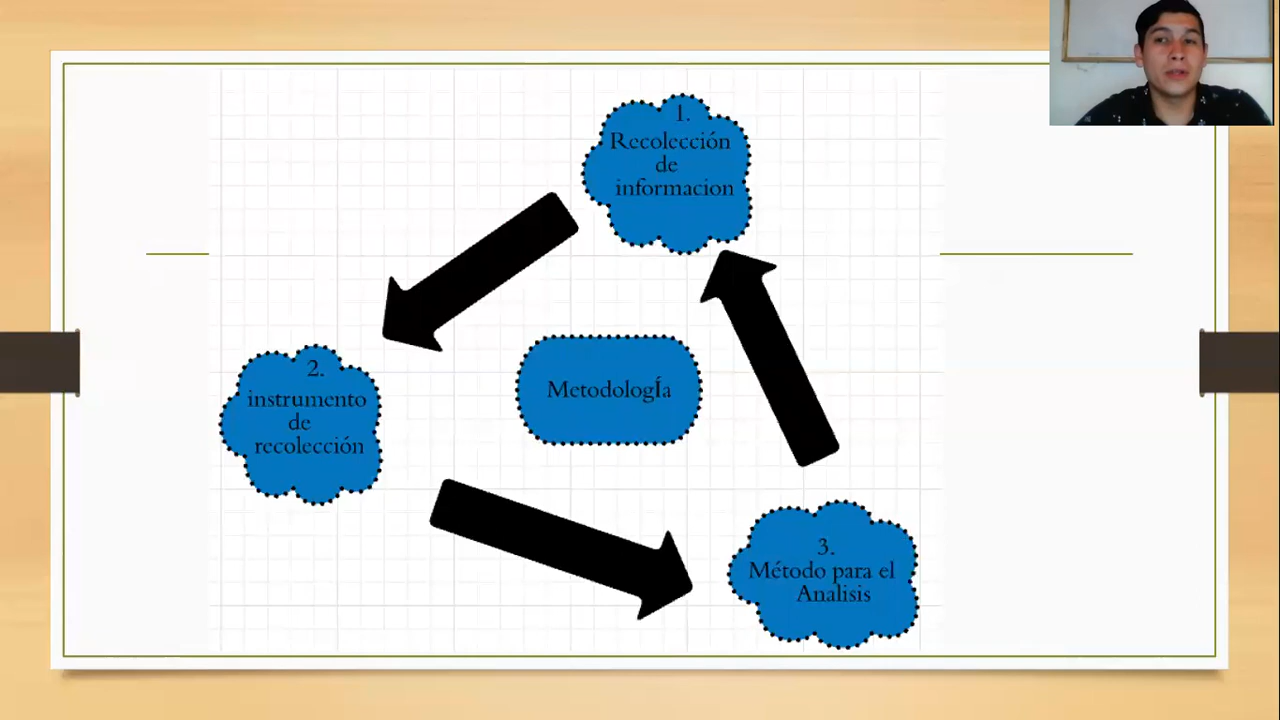 1.
Recolección
de
informacion
2.
instrumento
de
recolección
MetodologÍa
3.
Método para el
Analisis